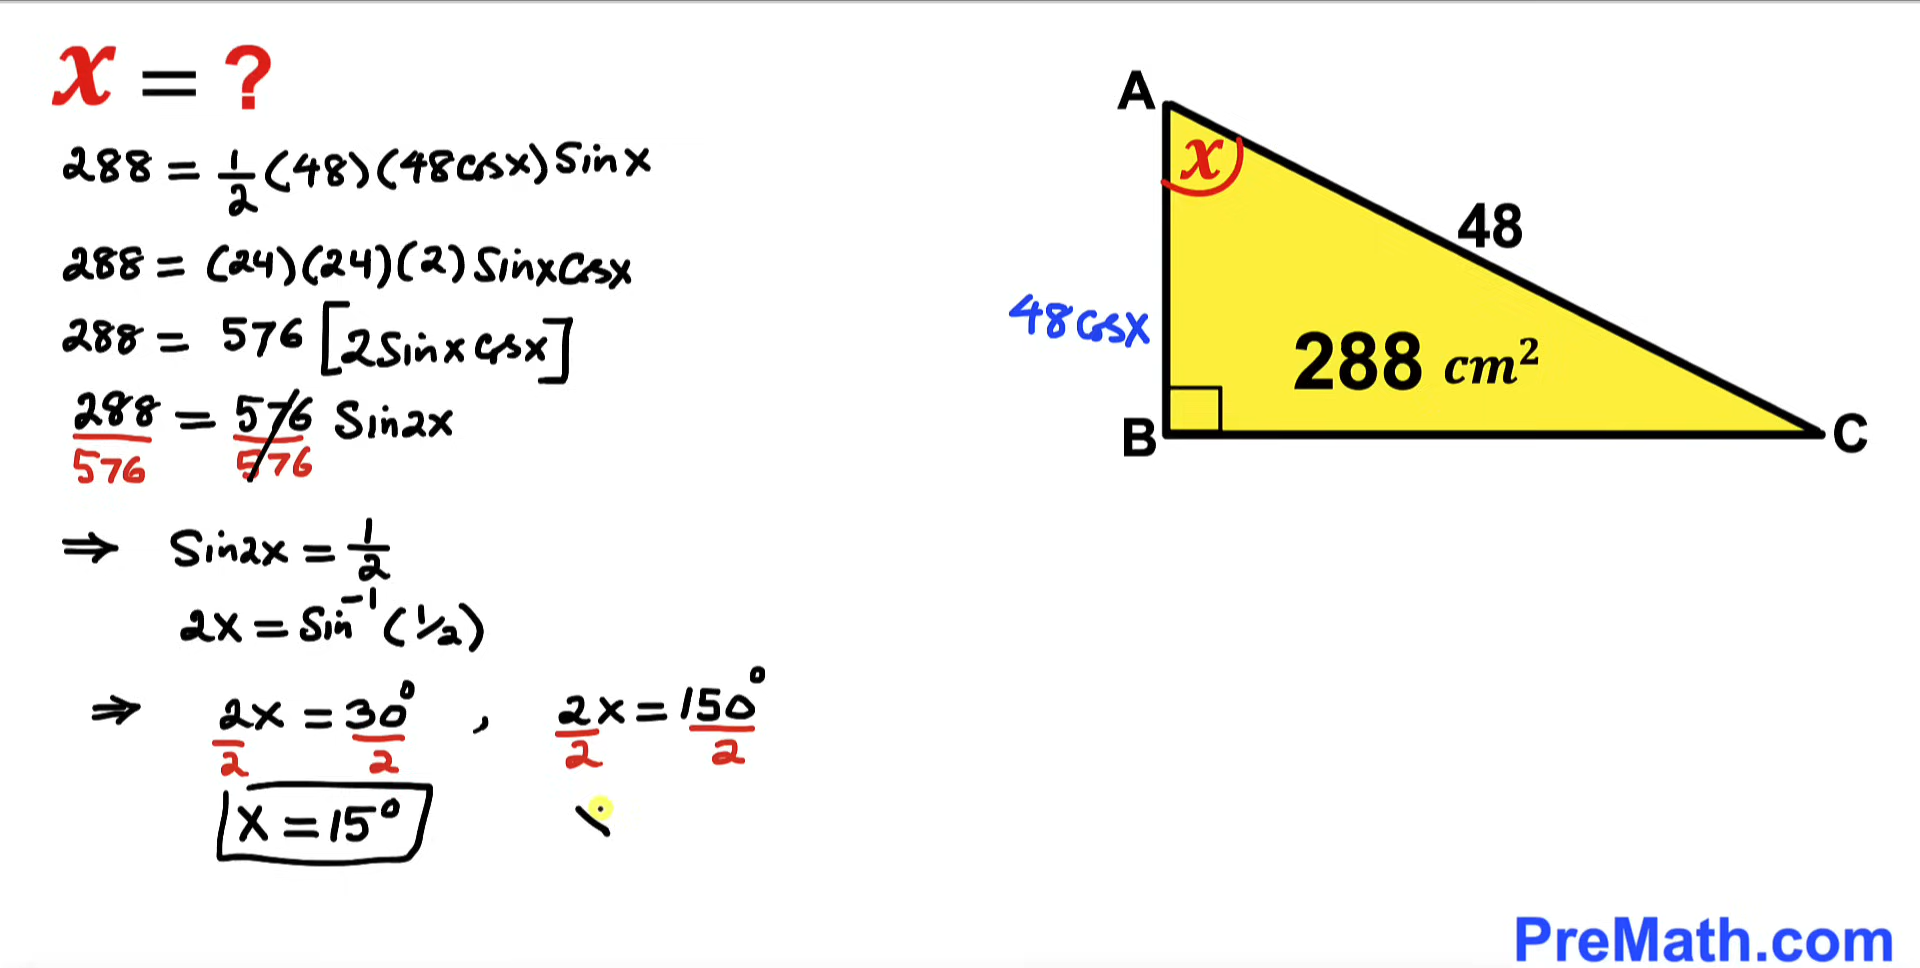 x = ?
288 = 1/2 (48)(48cosx) Sinx
288 = (24)(24)(2) Sinxcosx
288 = 576 [2Sinxcosx]
288/576 = 576/576 Sin2x
⇒ Sin2x = 1/2
2x = Sin⁻¹(1/2)
⇒ 2x/2 = 30°/2 , 2x/2 = 150°/2
x = 15°
A
x
48
48cosx
288 cm²
B
C
PreMath.com